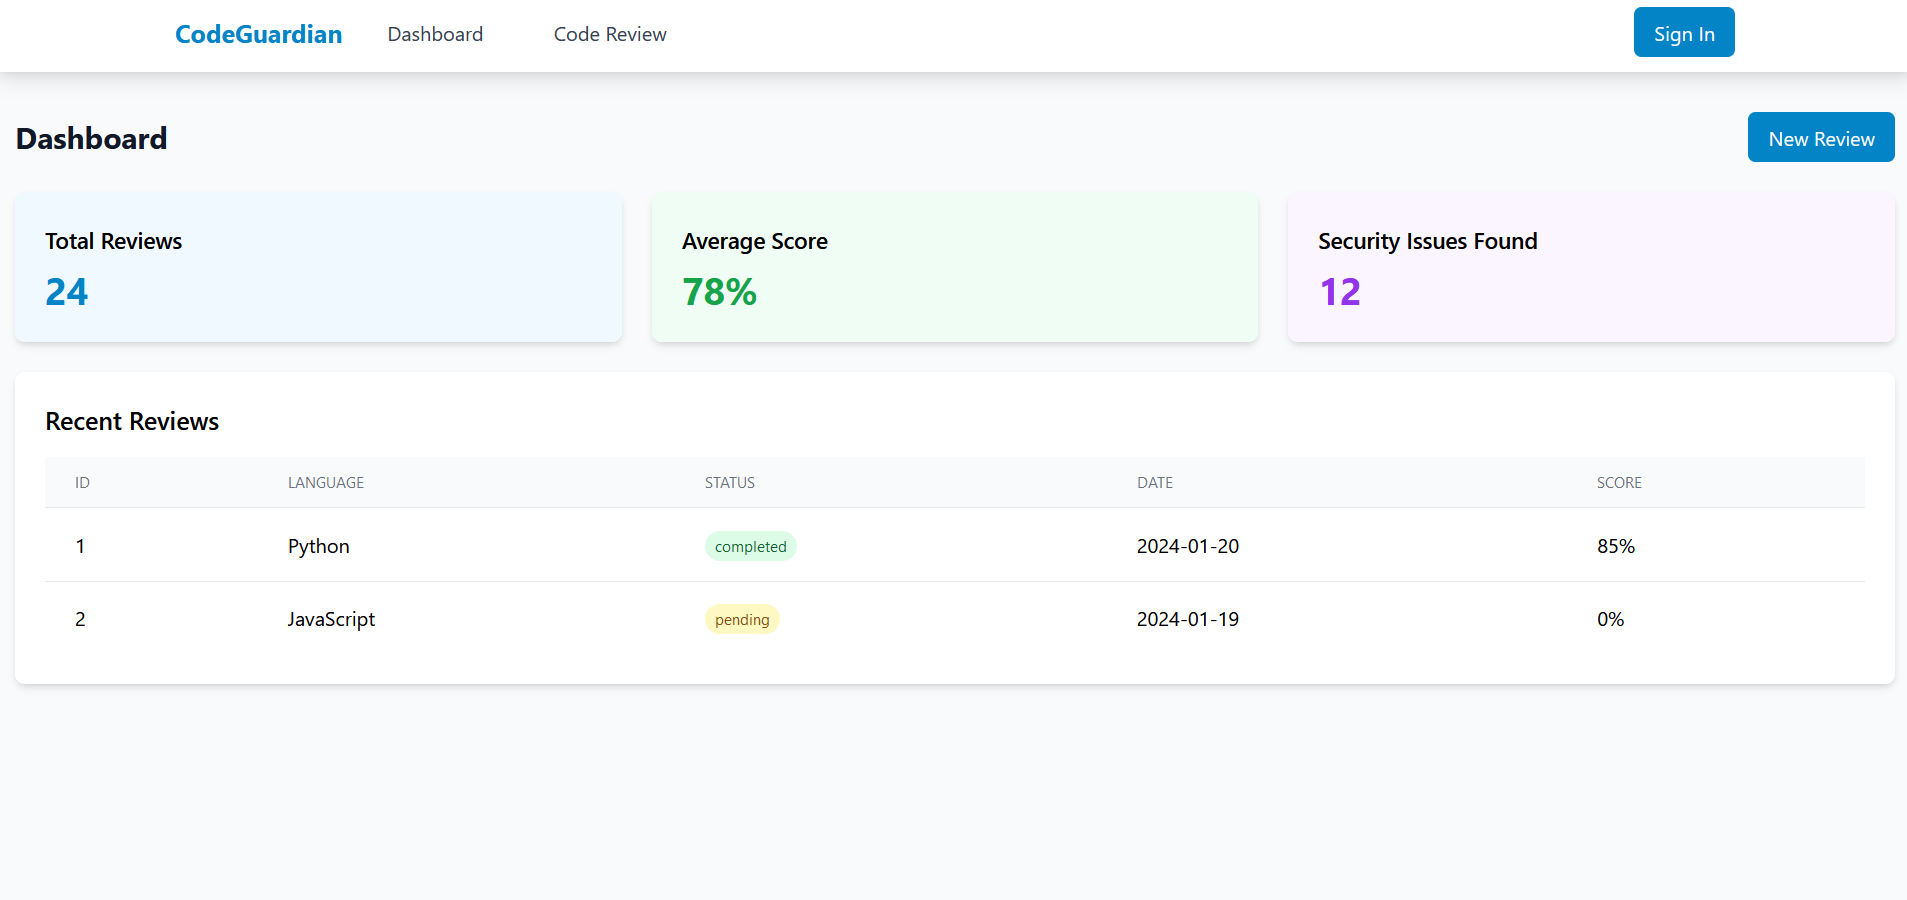 CodeGuardian Dashboard Code Review Sign In
Dashboard New Review
Total Reviews
24
Average Score
78%
Security Issues Found
12
Recent Reviews
ID LANGUAGE STATUS DATE SCORE
1 Python completed 2024-01-20 85%
2 JavaScript pending 2024-01-19 0%